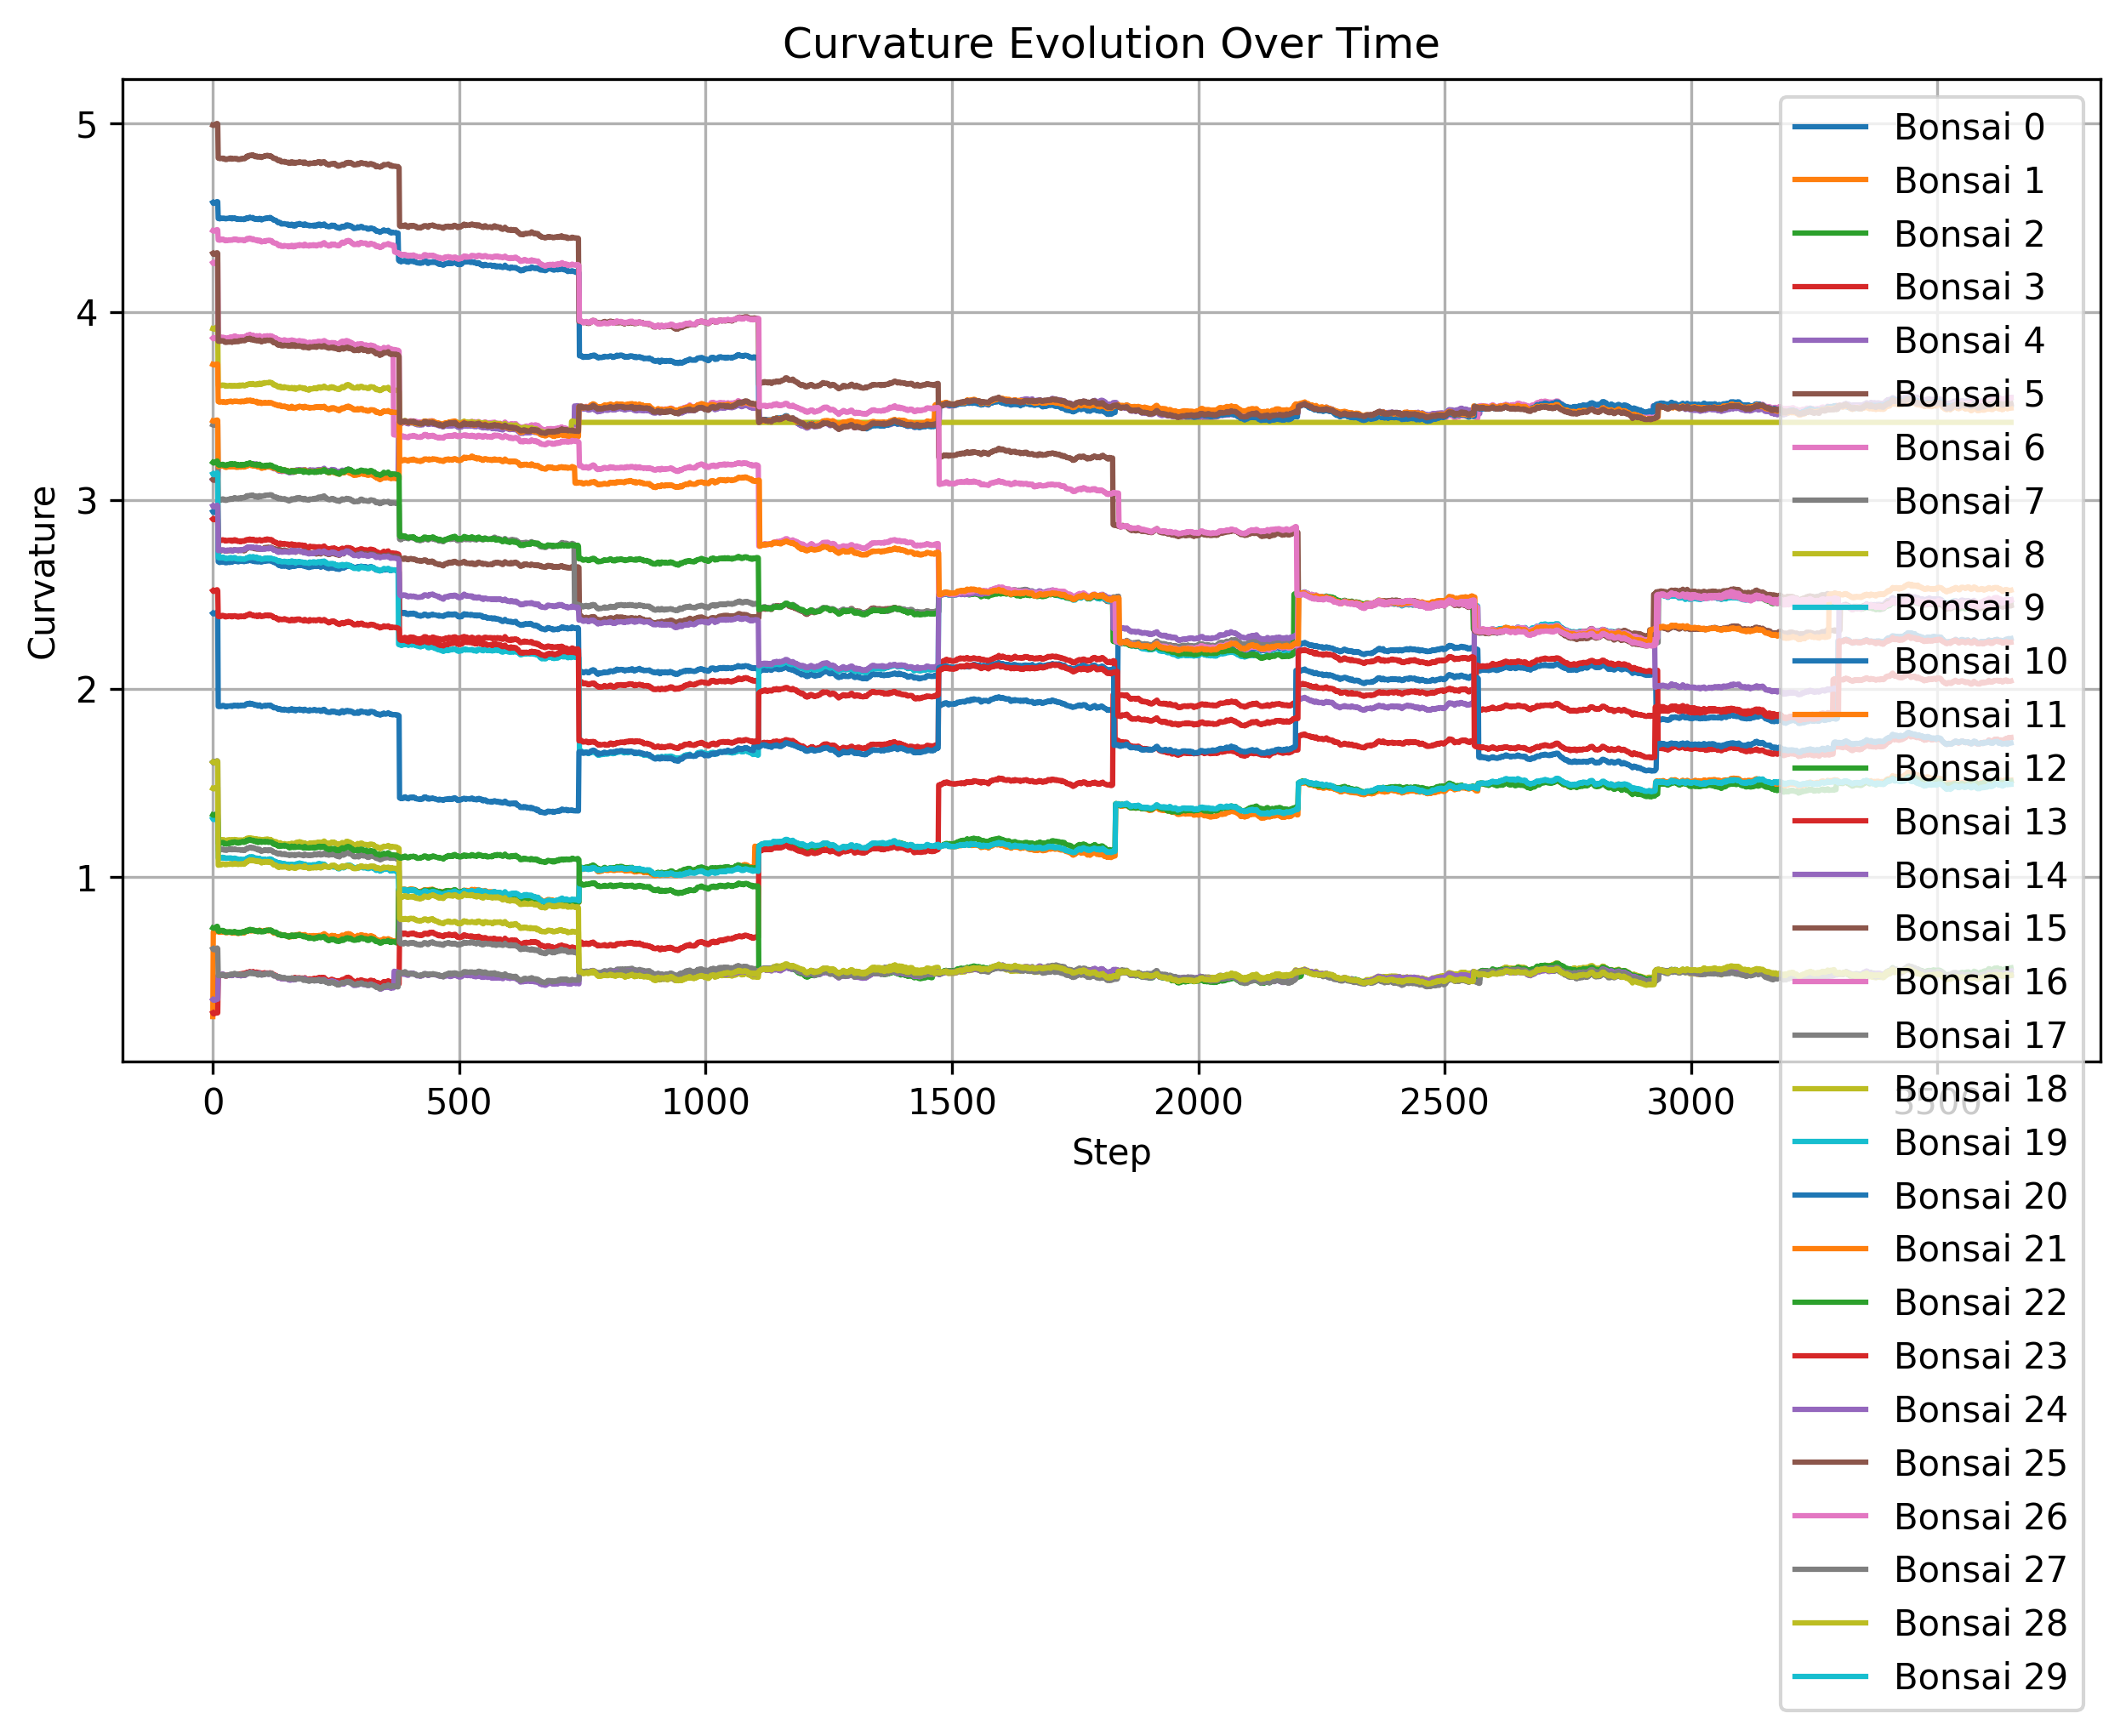 Curvature Evolution Over Time
5
4
3
2
1
Curvature
0
500
1000
1500
2000
2500
3000
3500
Step
Bonsai 0
Bonsai 1
Bonsai 2
Bonsai 3
Bonsai 4
Bonsai 5
Bonsai 6
Bonsai 7
Bonsai 8
Bonsai 9
Bonsai 10
Bonsai 11
Bonsai 12
Bonsai 13
Bonsai 14
Bonsai 15
Bonsai 16
Bonsai 17
Bonsai 18
Bonsai 19
Bonsai 20
Bonsai 21
Bonsai 22
Bonsai 23
Bonsai 24
Bonsai 25
Bonsai 26
Bonsai 27
Bonsai 28
Bonsai 29